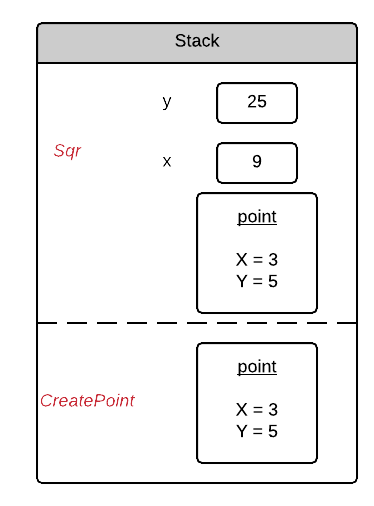 Stack
y
25
Sqr
x
9
point
X = 3
Y = 5
point
CreatePoint
X = 3
Y = 5